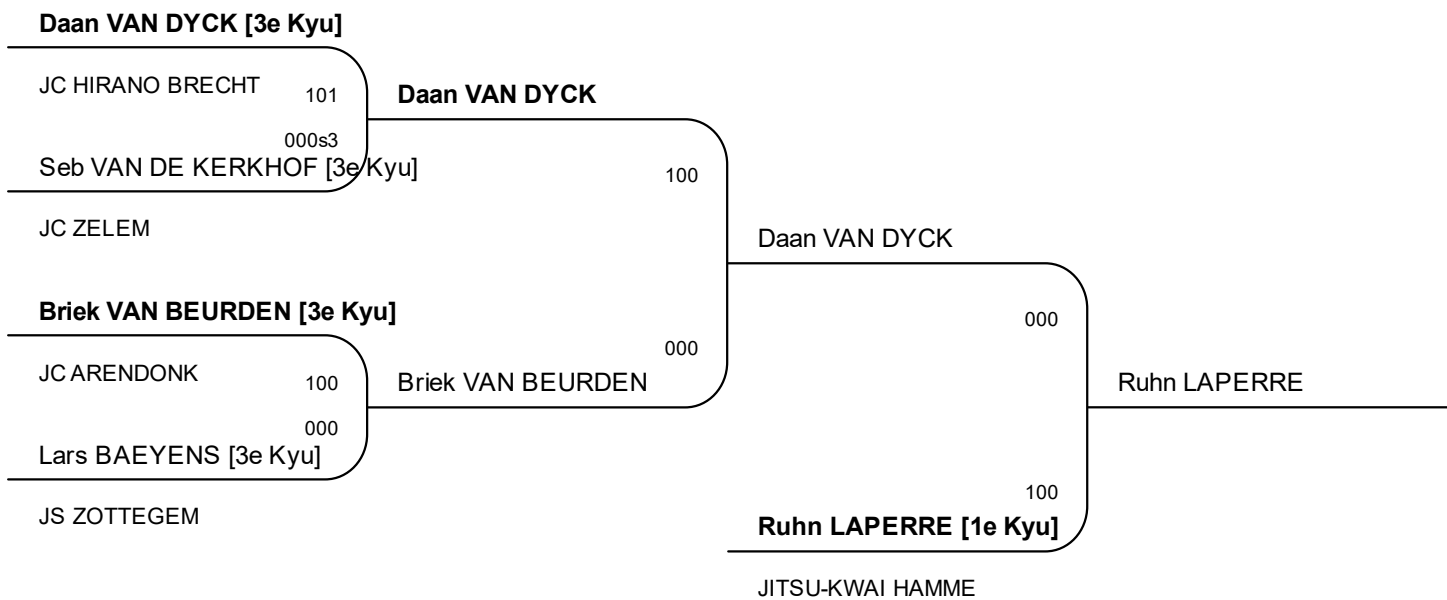 Daan VAN DYCK [3e Kyu]
JC HIRANO BRECHT
101
Daan VAN DYCK
000s3
Seb VAN DE KERKHOF [3e Kyu]
100
JC ZELEM
Daan VAN DYCK
Briek VAN BEURDEN [3e Kyu]
000
000
JC ARENDONK
100
Briek VAN BEURDEN
Ruhn LAPERRE
000
Lars BAEYENS [3e Kyu]
100
JS ZOTTEGEM
Ruhn LAPERRE [1e Kyu]
JITSU-KWAI HAMME